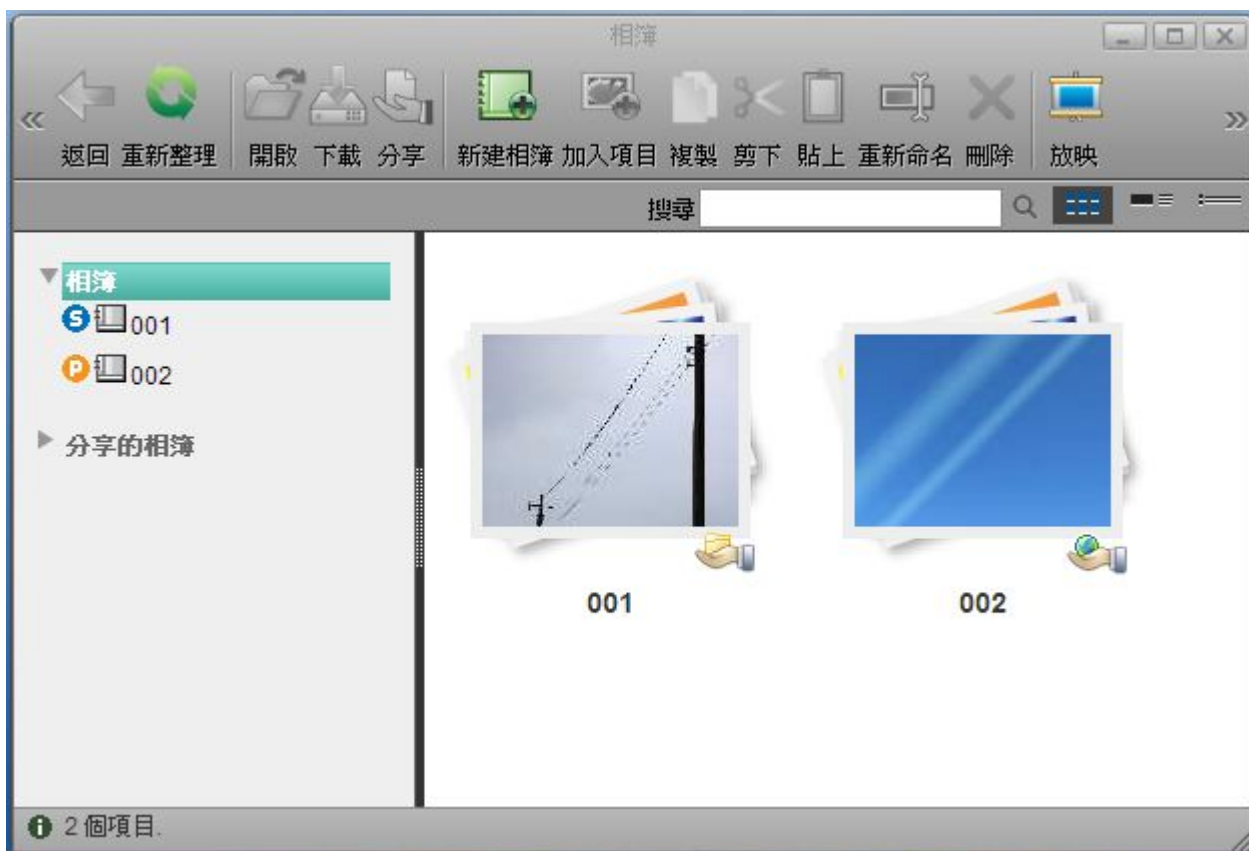 相簿
返回 重新整理 開啟 下載 分享 新建相簿 加入項目 複製 剪下 貼上 重新命名 刪除 放映
搜尋
相簿
S 001
P 002
分享的相簿
001 002
2 個項目.